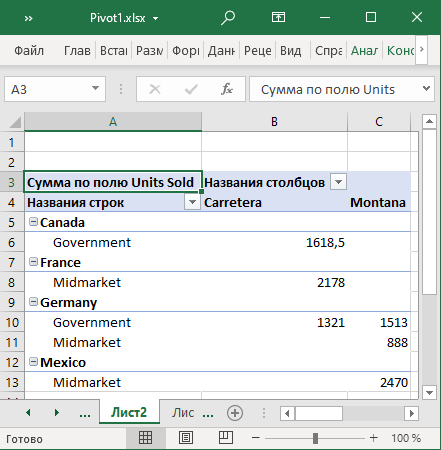 » Pivot1.xlsx
Файл Глав Встав Разм Форм Данн Реце Вид Спра Анал Конс
A3 fx Сумма по полю Units
A B C
1
2
3 Сумма по полю Units Sold Названия столбцов
4 Названия строк Carretera Montana
5 Canada
6 Government 1618,5
7 France
8 Midmarket 2178
9 Germany
10 Government 1321 1513
11 Midmarket 888
12 Mexico
13 Midmarket 2470
... Лист2 Лис ...
Готово 100 %